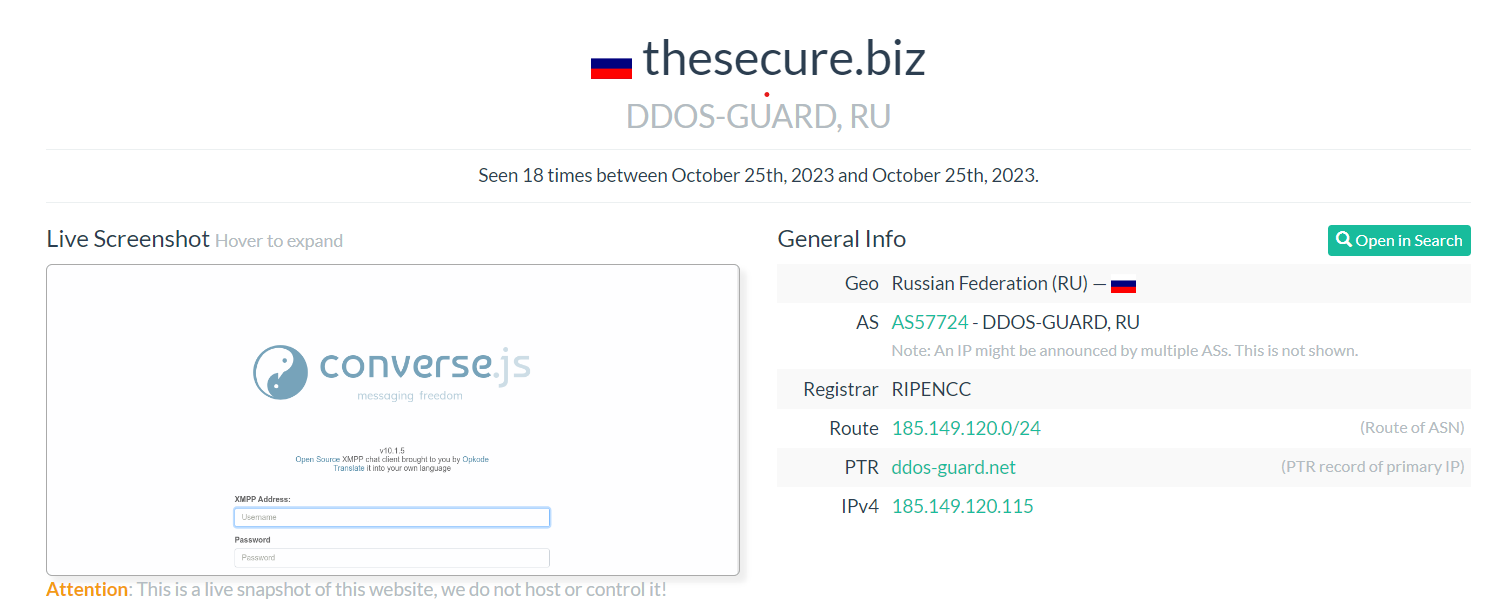 thesecure.biz
DDOS-GUARD, RU
Seen 18 times between October 25th, 2023 and October 25th, 2023.
Live Screenshot Hover to expand
converse.js
messaging freedom
v10.1.5
Open Source XMPP chat client brought to you by Opkode
Translate it into your own language
XMPP Address:
Username
Password
Password
Attention: This is a live snapshot of this website, we do not host or control it!
General Info
Open in Search
Geo Russian Federation (RU) —
AS AS57724 - DDOS-GUARD, RU
Note: An IP might be announced by multiple ASs. This is not shown.
Registrar RIPENCC
Route 185.149.120.0/24 (Route of ASN)
PTR ddos-guard.net (PTR record of primary IP)
IPv4 185.149.120.115